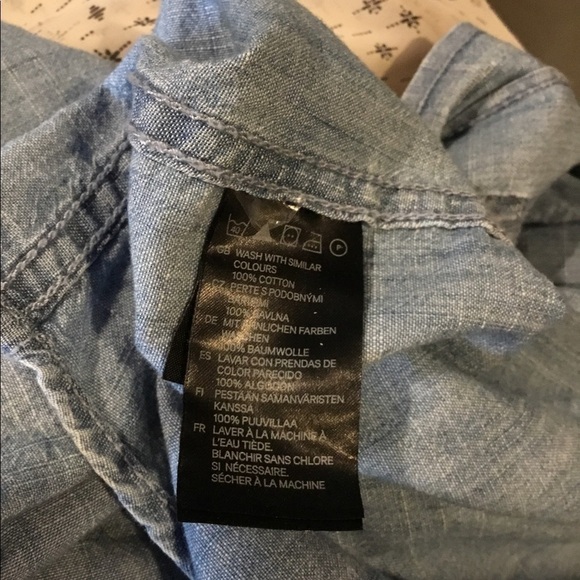 40 P
GB WASH WITH SIMILAR
COLOURS
100% COTTON
CZ PERTE S PODOBNÝMI
100% BAVLNA
DE MIT ÄHNLICHEN FARBEN
100% BAUMWOLLE
ES LAVAR CON PRENDAS DE
COLOR PARECIDO
100% ALGODÓN
FI PESTÄÄN SAMANVÄRISTEN
KANSSA
100% PUUVILLAA
FR LAVER À LA MACHINE À
L'EAU TIÈDE.
BLANCHIR SANS CHLORE
SI NÉCESSAIRE.
SÉCHER À LA MACHINE